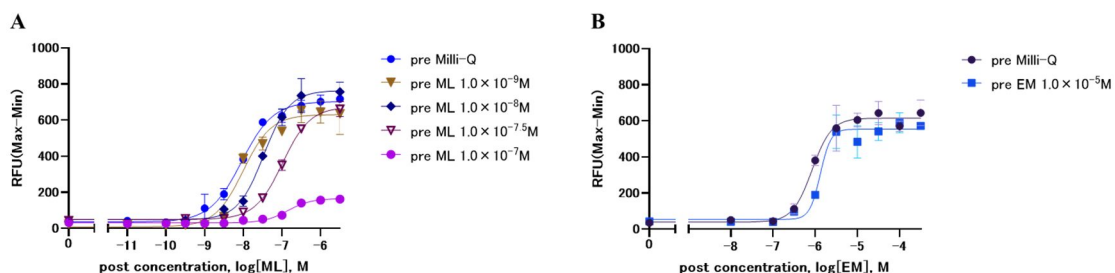 A
RFU(Max-Min)
1000
800
600
400
200
0
0
-11
-10
-9
-8
-7
-6
post concentration, log[ML], M
pre Milli-Q
pre ML 1.0×10⁻⁹M
pre ML 1.0×10⁻⁸M
pre ML 1.0×10⁻⁷·⁵M
pre ML 1.0×10⁻⁷M
B
RFU(Max-Min)
1000
800
600
400
200
0
0
-8
-7
-6
-5
-4
post concentration, log[EM], M
pre Milli-Q
pre EM 1.0×10⁻⁵M